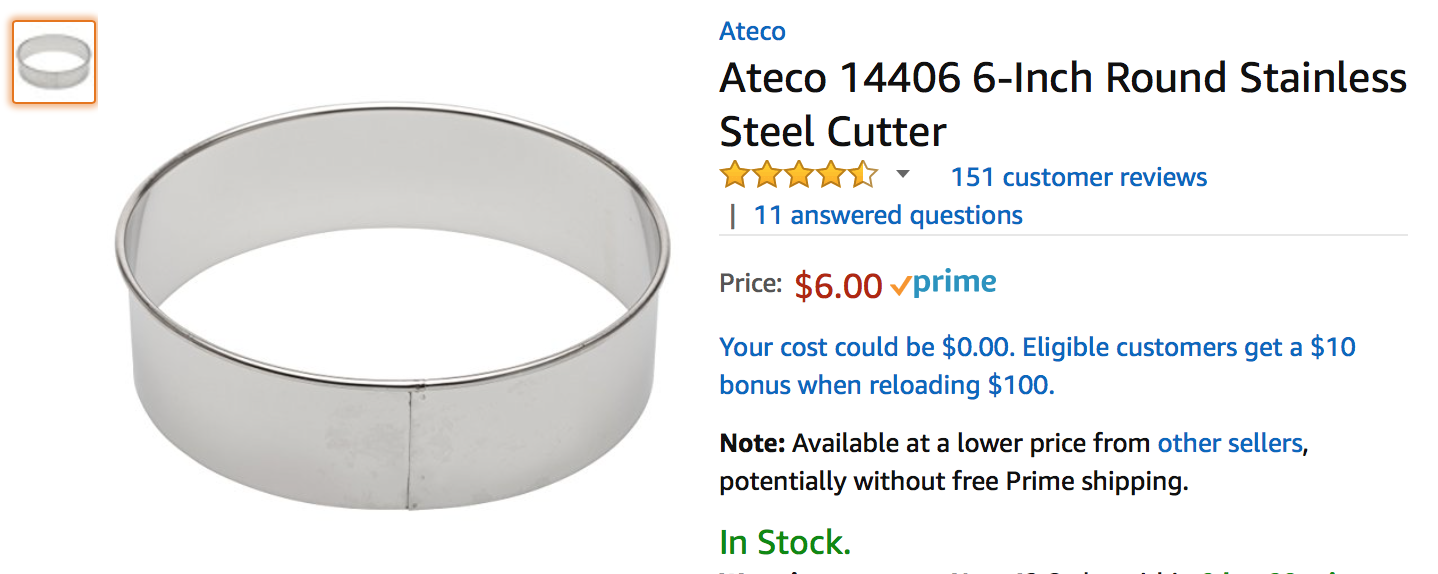 Ateco
Ateco 14406 6-Inch Round Stainless
Steel Cutter
151 customer reviews
| 11 answered questions
Price: $6.00 prime
Your cost could be $0.00. Eligible customers get a $10
bonus when reloading $100.
Note: Available at a lower price from other sellers,
potentially without free Prime shipping.
In Stock.